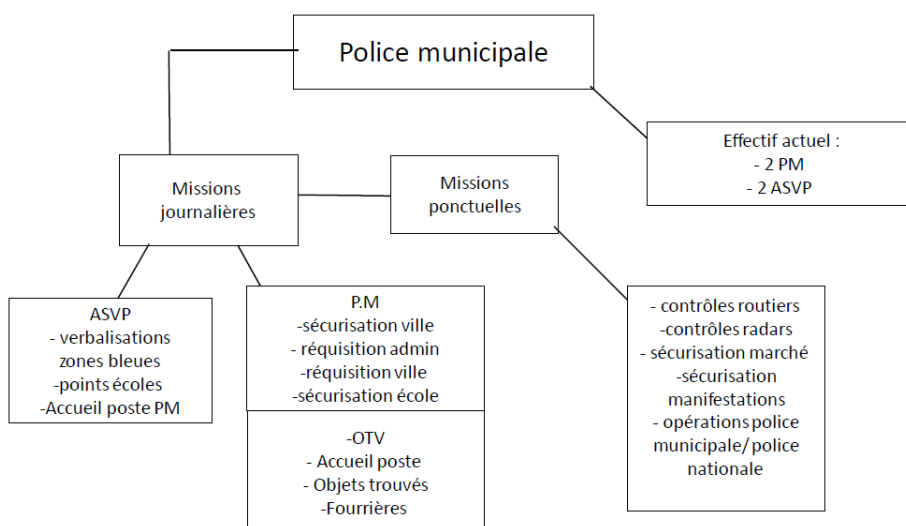 Police municipale
Effectif actuel :
- 2 PM
- 2 ASVP
Missions
journalières
Missions
ponctuelles
ASVP
- verbalisations
zones bleues
-points écoles
-Accueil poste PM
P.M
-sécurisation ville
- réquisition admin
-réquisition ville
-sécurisation école
-OTV
- Accueil poste
- Objets trouvés
-Fourrières
- contrôles routiers
-contrôles radars
- sécurisation marché
-sécurisation
manifestations
- opérations police
municipale/ police
nationale